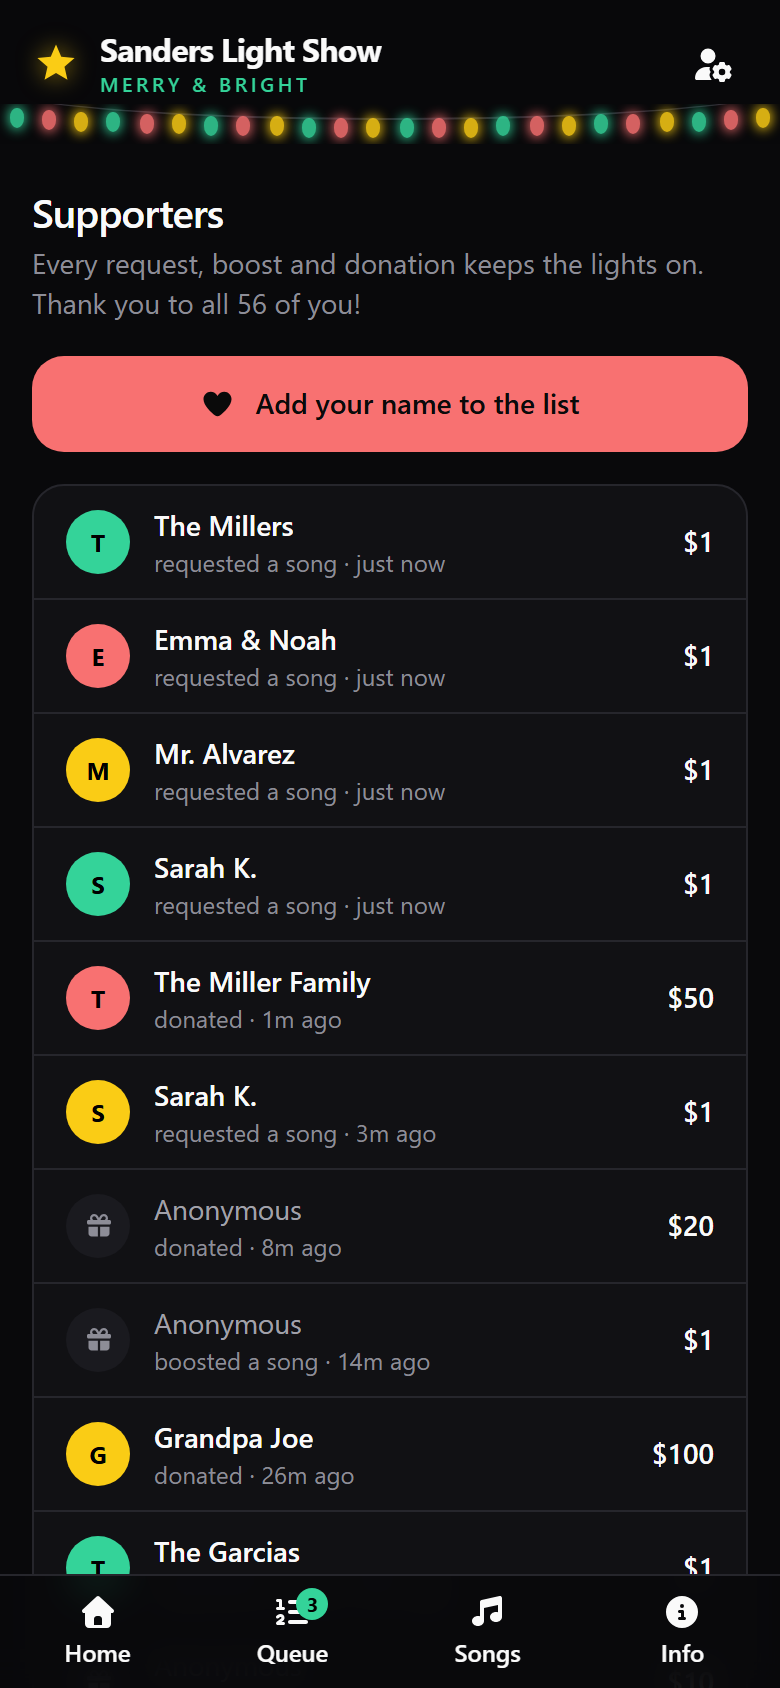 Sanders Light Show
MERRY & BRIGHT
Supporters
Every request, boost and donation keeps the lights on.
Thank you to all 56 of you!
Add your name to the list
T
The Millers
requested a song · just now
$1
E
Emma & Noah
requested a song · just now
$1
M
Mr. Alvarez
requested a song · just now
$1
S
Sarah K.
requested a song · just now
$1
T
The Miller Family
donated · 1m ago
$50
S
Sarah K.
requested a song · 3m ago
$1
Anonymous
donated · 8m ago
$20
Anonymous
boosted a song · 14m ago
$1
G
Grandpa Joe
donated · 26m ago
$100
T
The Garcias
$1
3
Home
Queue
Songs
Info